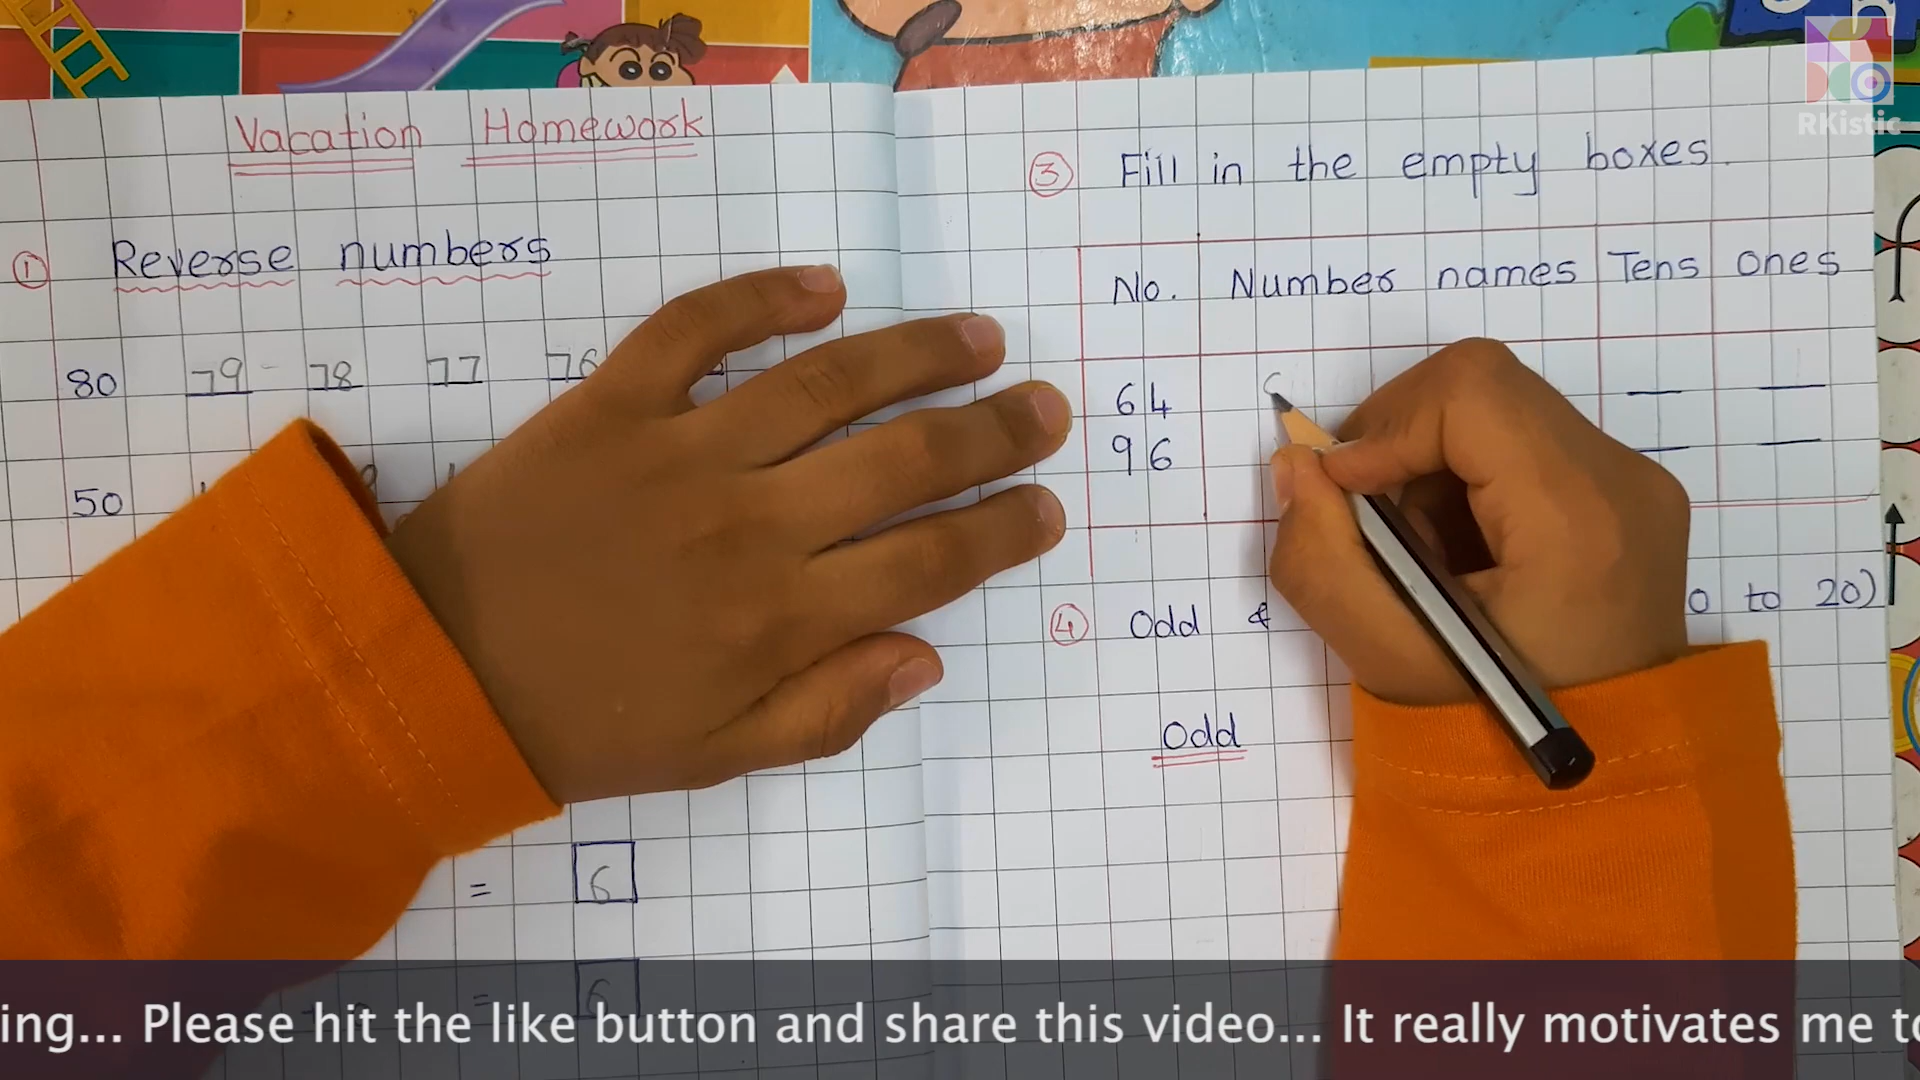 RKistic
Vacation Homework
① Reverse numbers
80 79 78 77 76
50
= 6
= 6
③ Fill in the empty boxes.
No. Number names Tens ones
64
96
④ Odd &
0 to 20)
Odd
ing... Please hit the like button and share this video... It really motivates me to